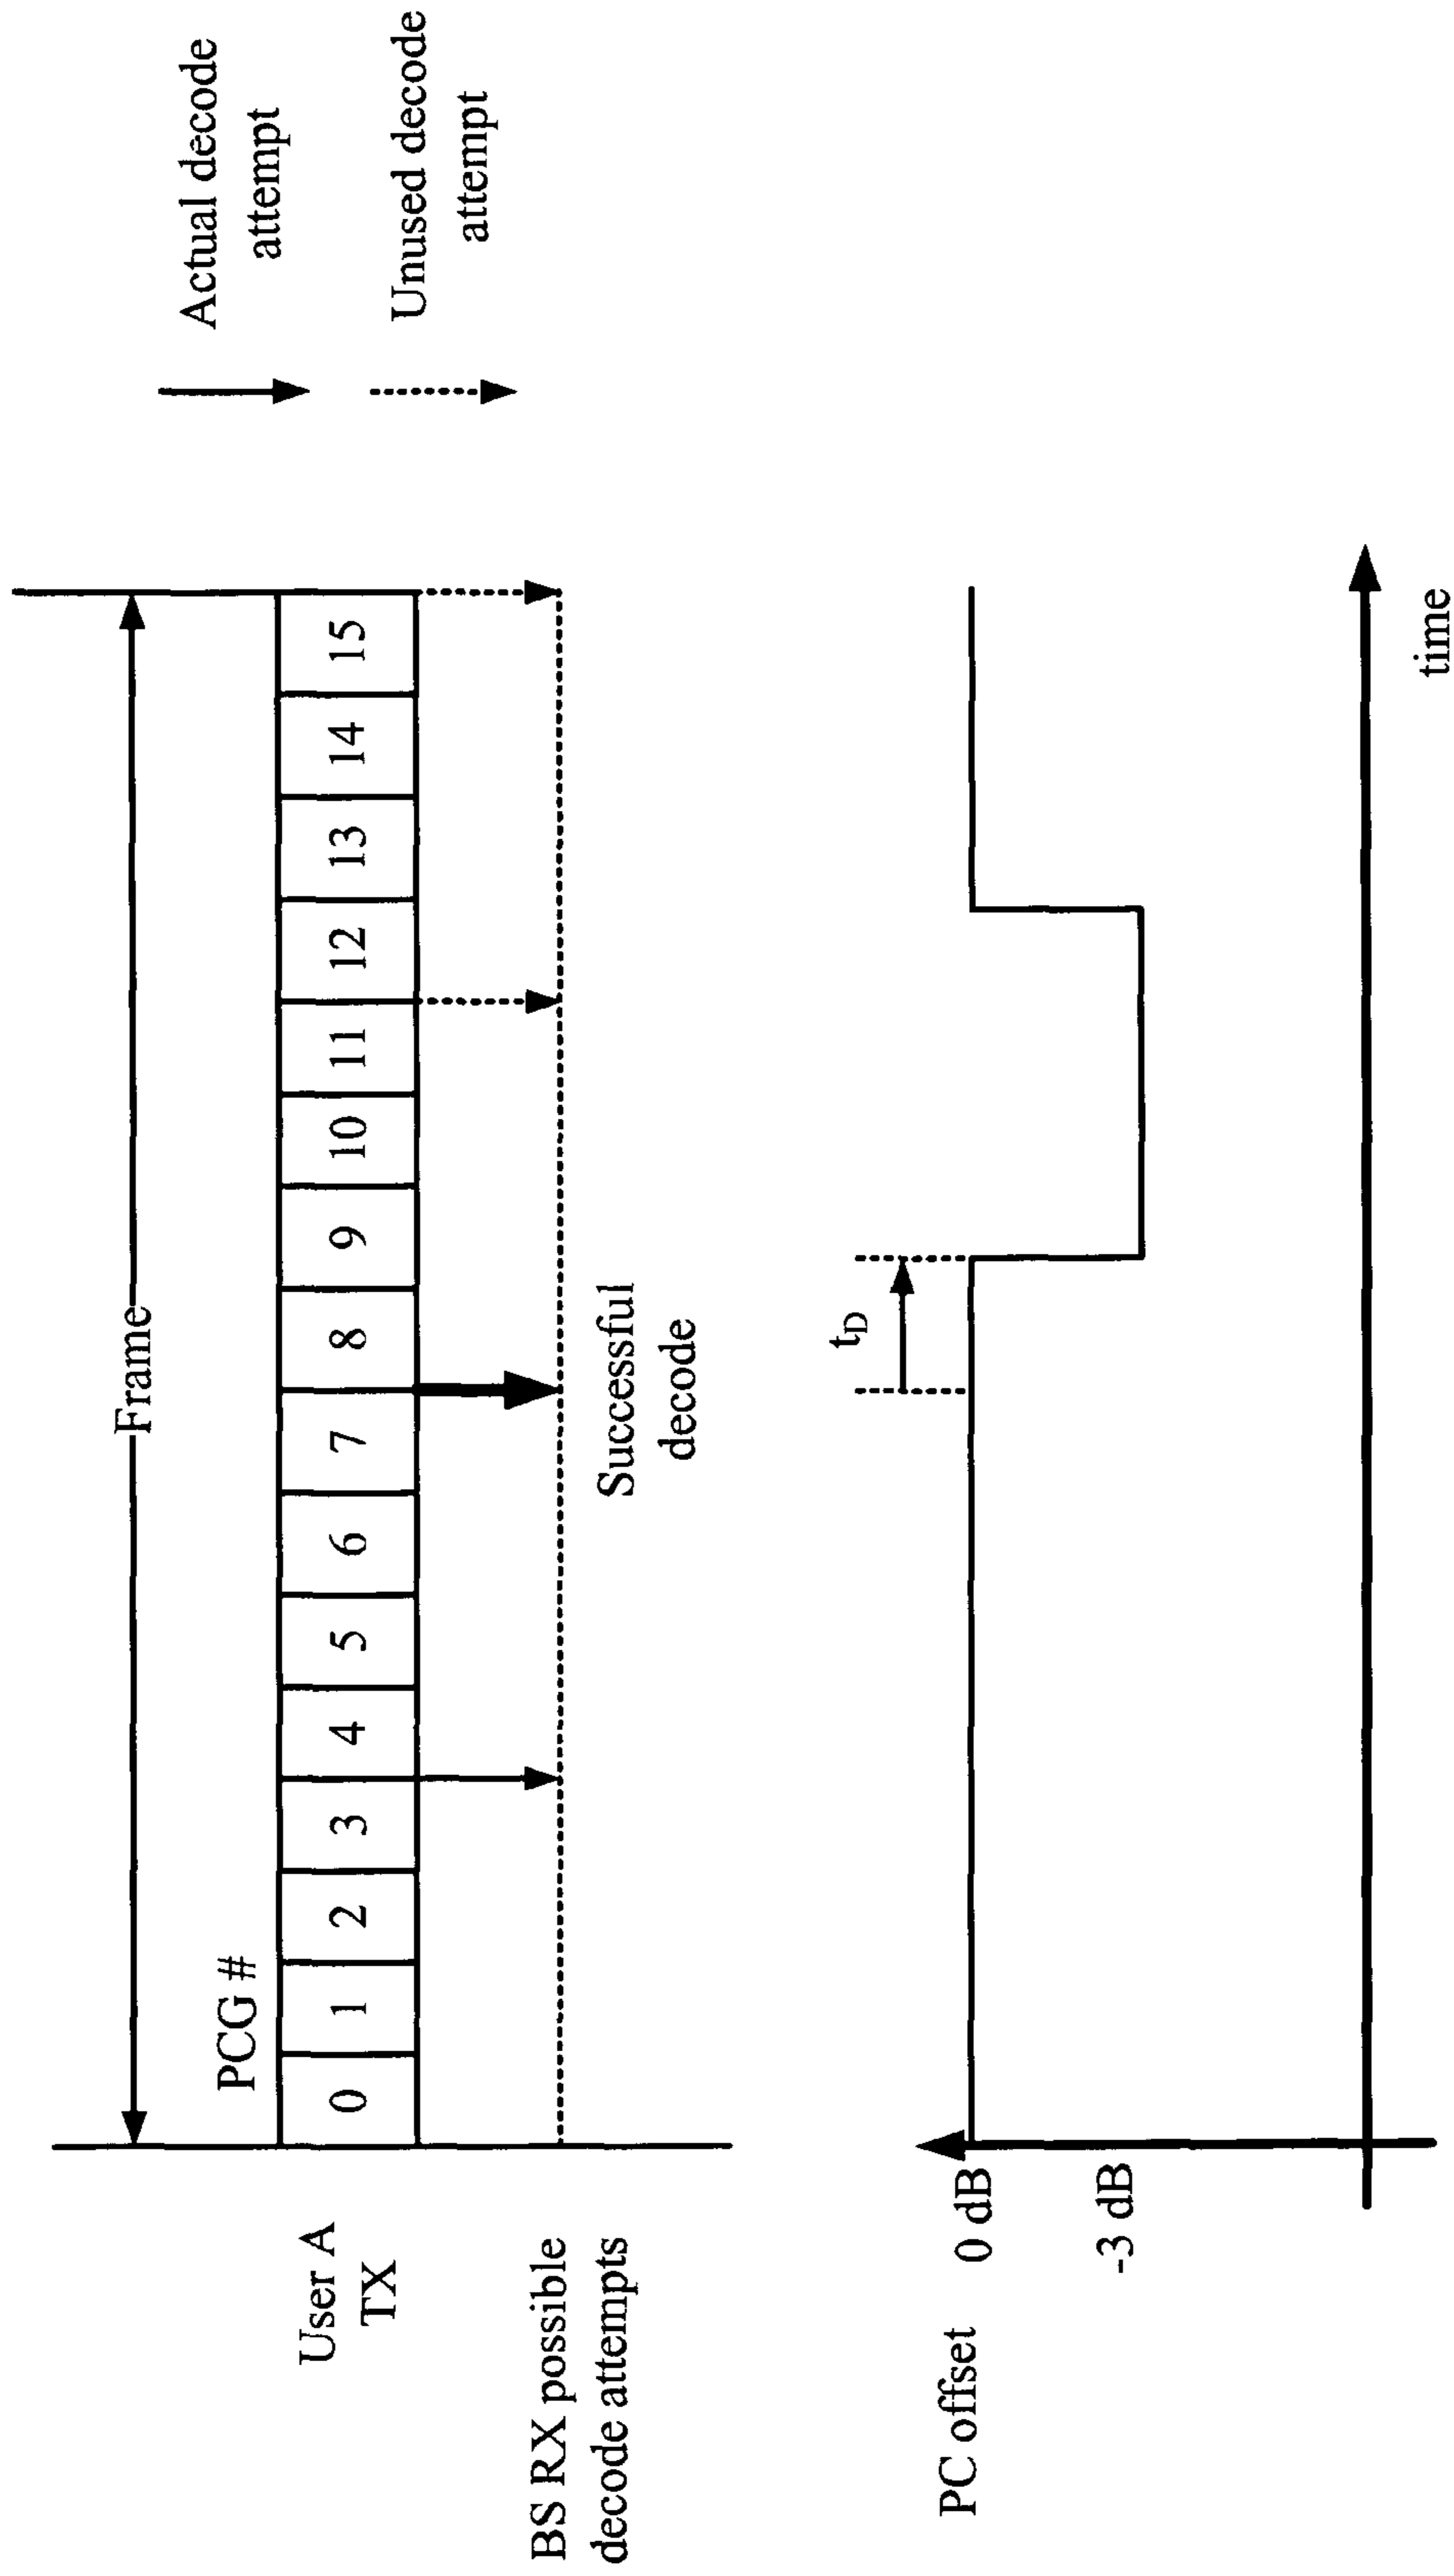 Frame
PCG #
User A
TX
0 1 2 3 4 5 6 7 8 9 10 11 12 13 14 15
BS RX possible
decode attempts
Successful
decode
Actual decode
attempt
Unused decode
attempt
PC offset
0 dB
-3 dB
tD
time